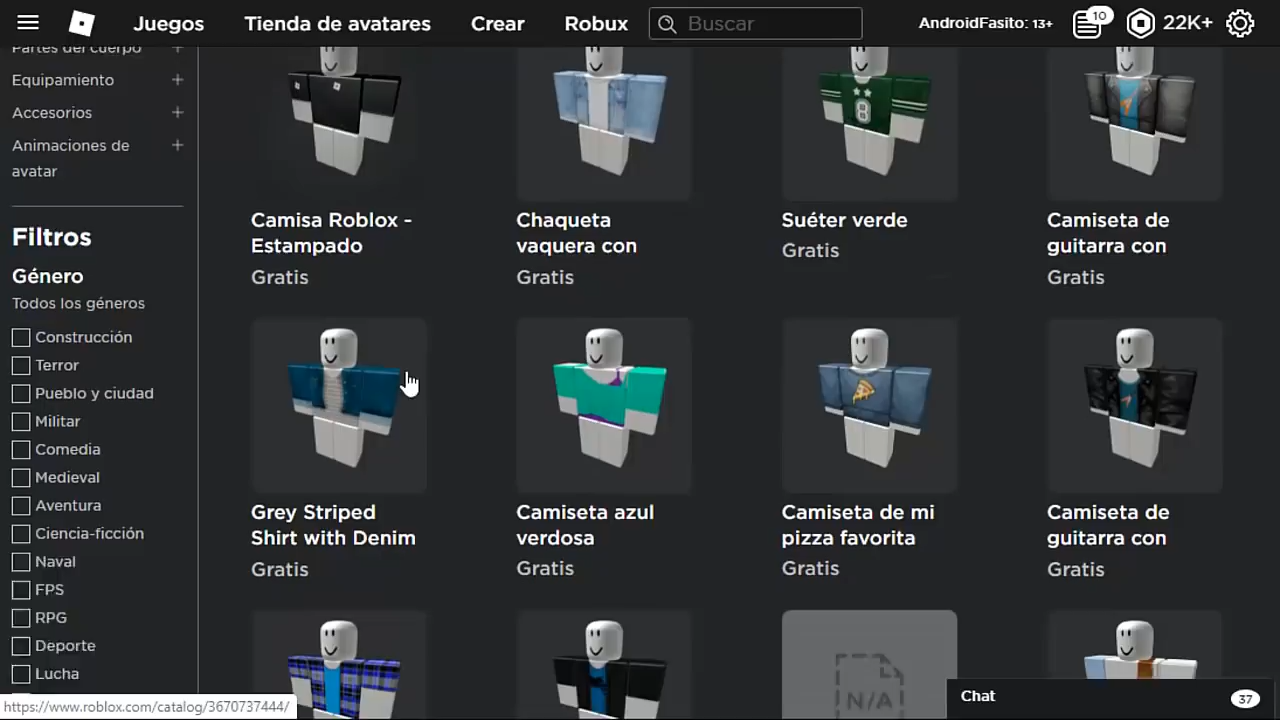 Juegos Tienda de avatares Crear Robux Buscar AndroidFasito: 13+ 10 22K+
Partes del cuerpo +
Equipamiento +
Accesorios +
Animaciones de +
avatar
Filtros
Género
Todos los géneros
Construcción
Terror
Pueblo y ciudad
Militar
Comedia
Medieval
Aventura
Ciencia-ficción
Naval
FPS
RPG
Deporte
Lucha
8
Camisa Roblox -
Estampado
Gratis
Chaqueta
vaquera con
Gratis
Suéter verde
Gratis
Camiseta de
guitarra con
Gratis
Grey Striped
Shirt with Denim
Gratis
Camiseta azul
verdosa
Gratis
Camiseta de mi
pizza favorita
Gratis
Camiseta de
guitarra con
Gratis
N/A
Chat 37
https://www.roblox.com/catalog/3670737444/